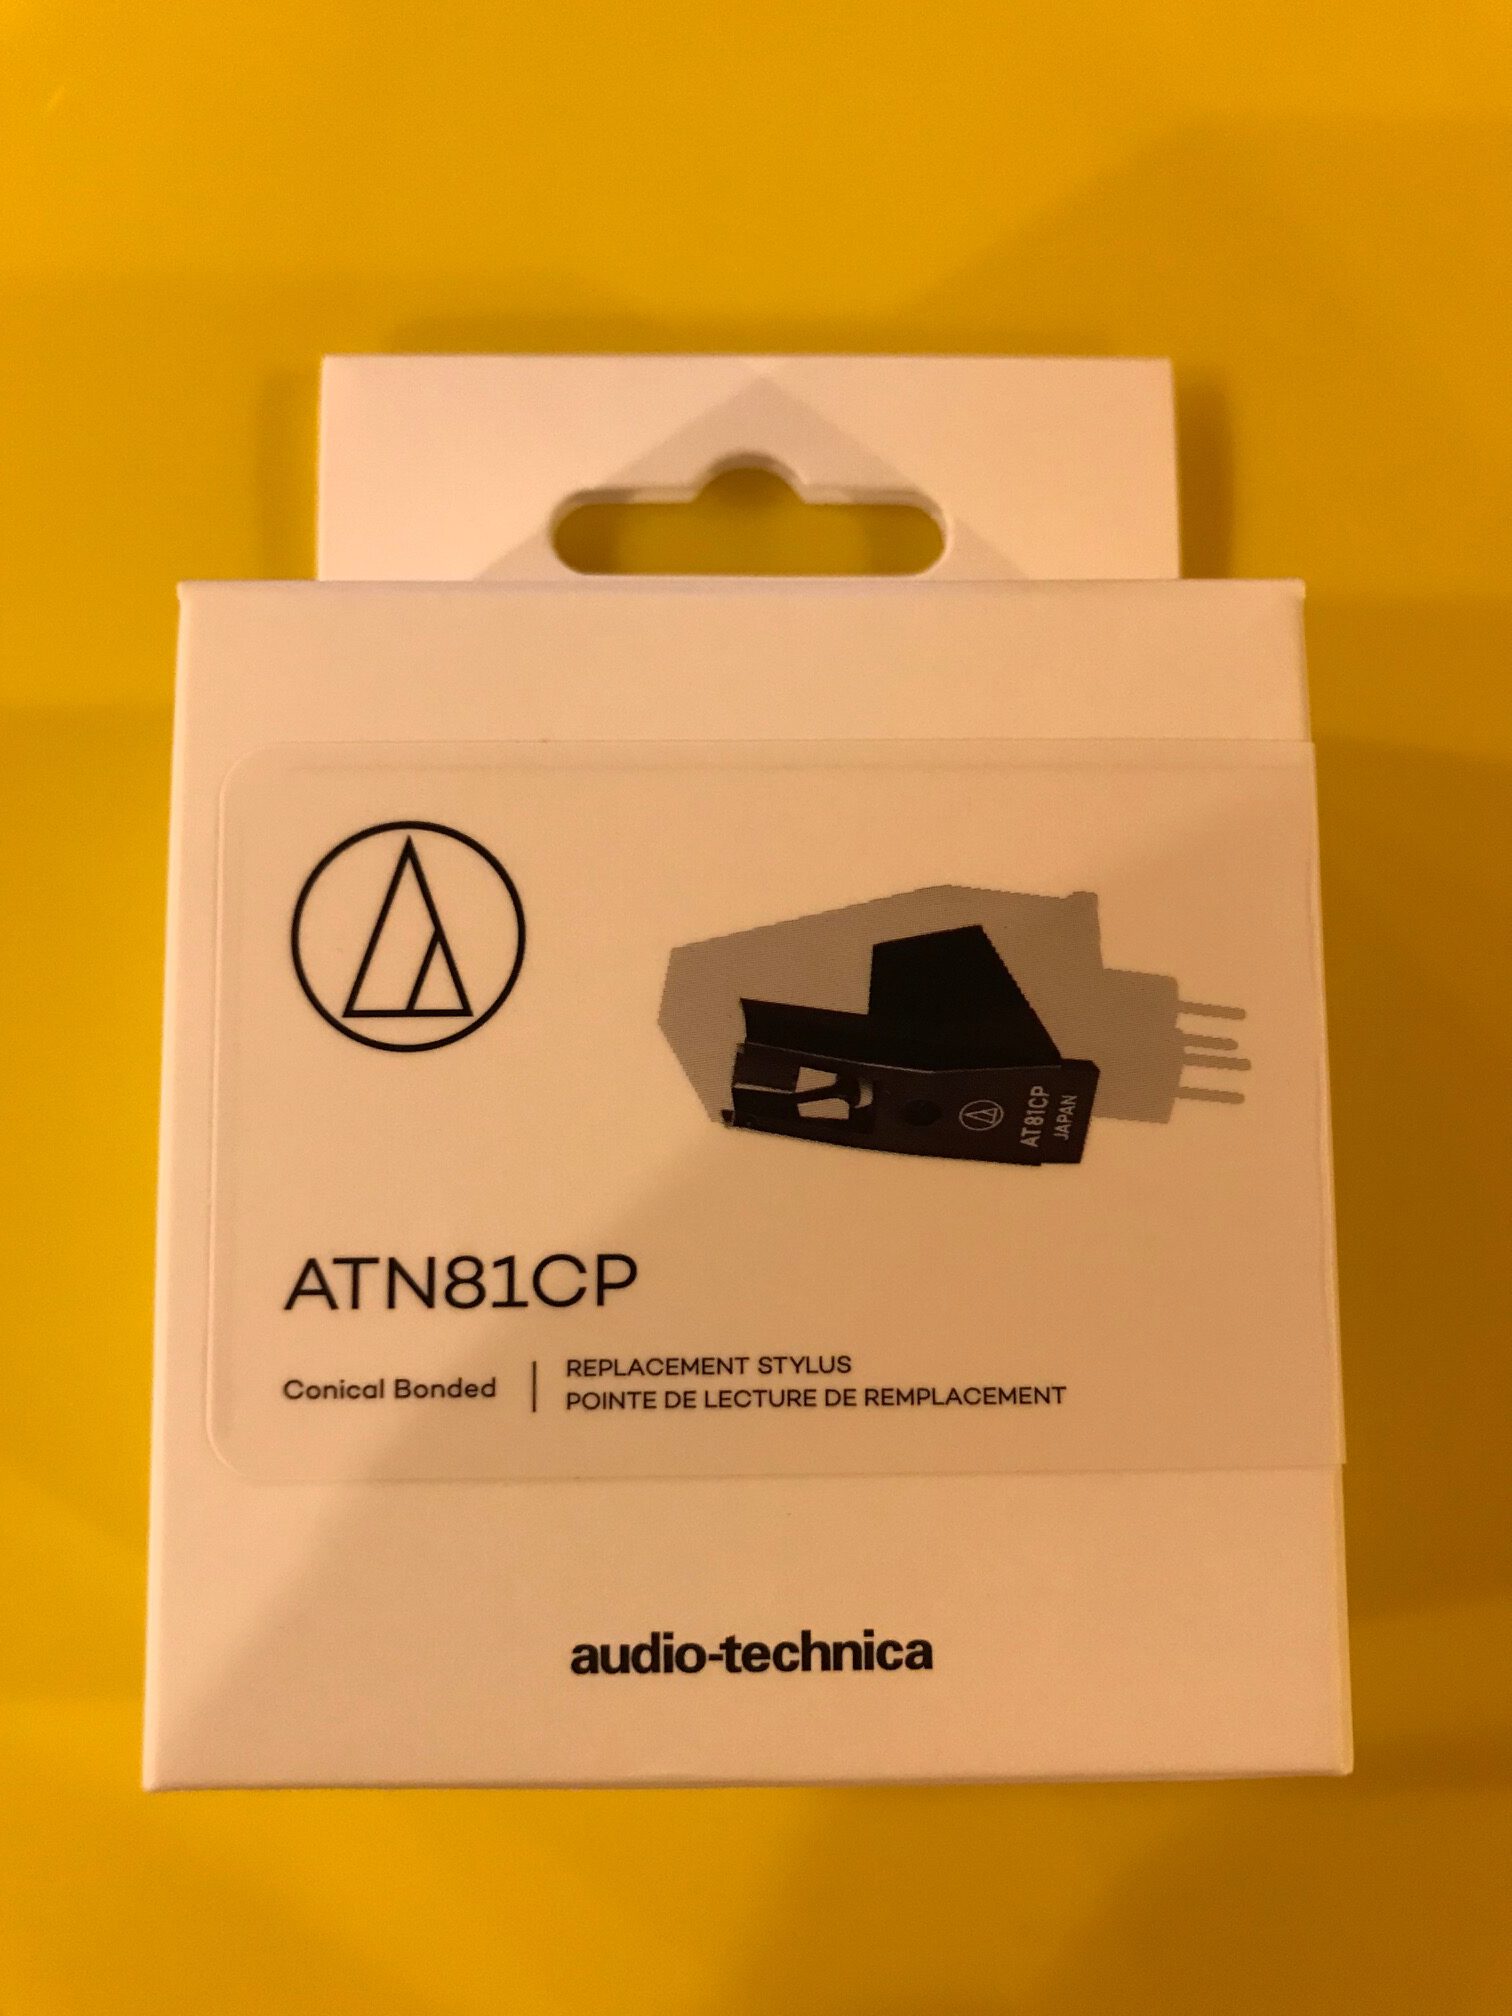 AT81CP
JAPAN
ATN81CP
Conical Bonded
REPLACEMENT STYLUS
POINTE DE LECTURE DE REMPLACEMENT
audio-technica